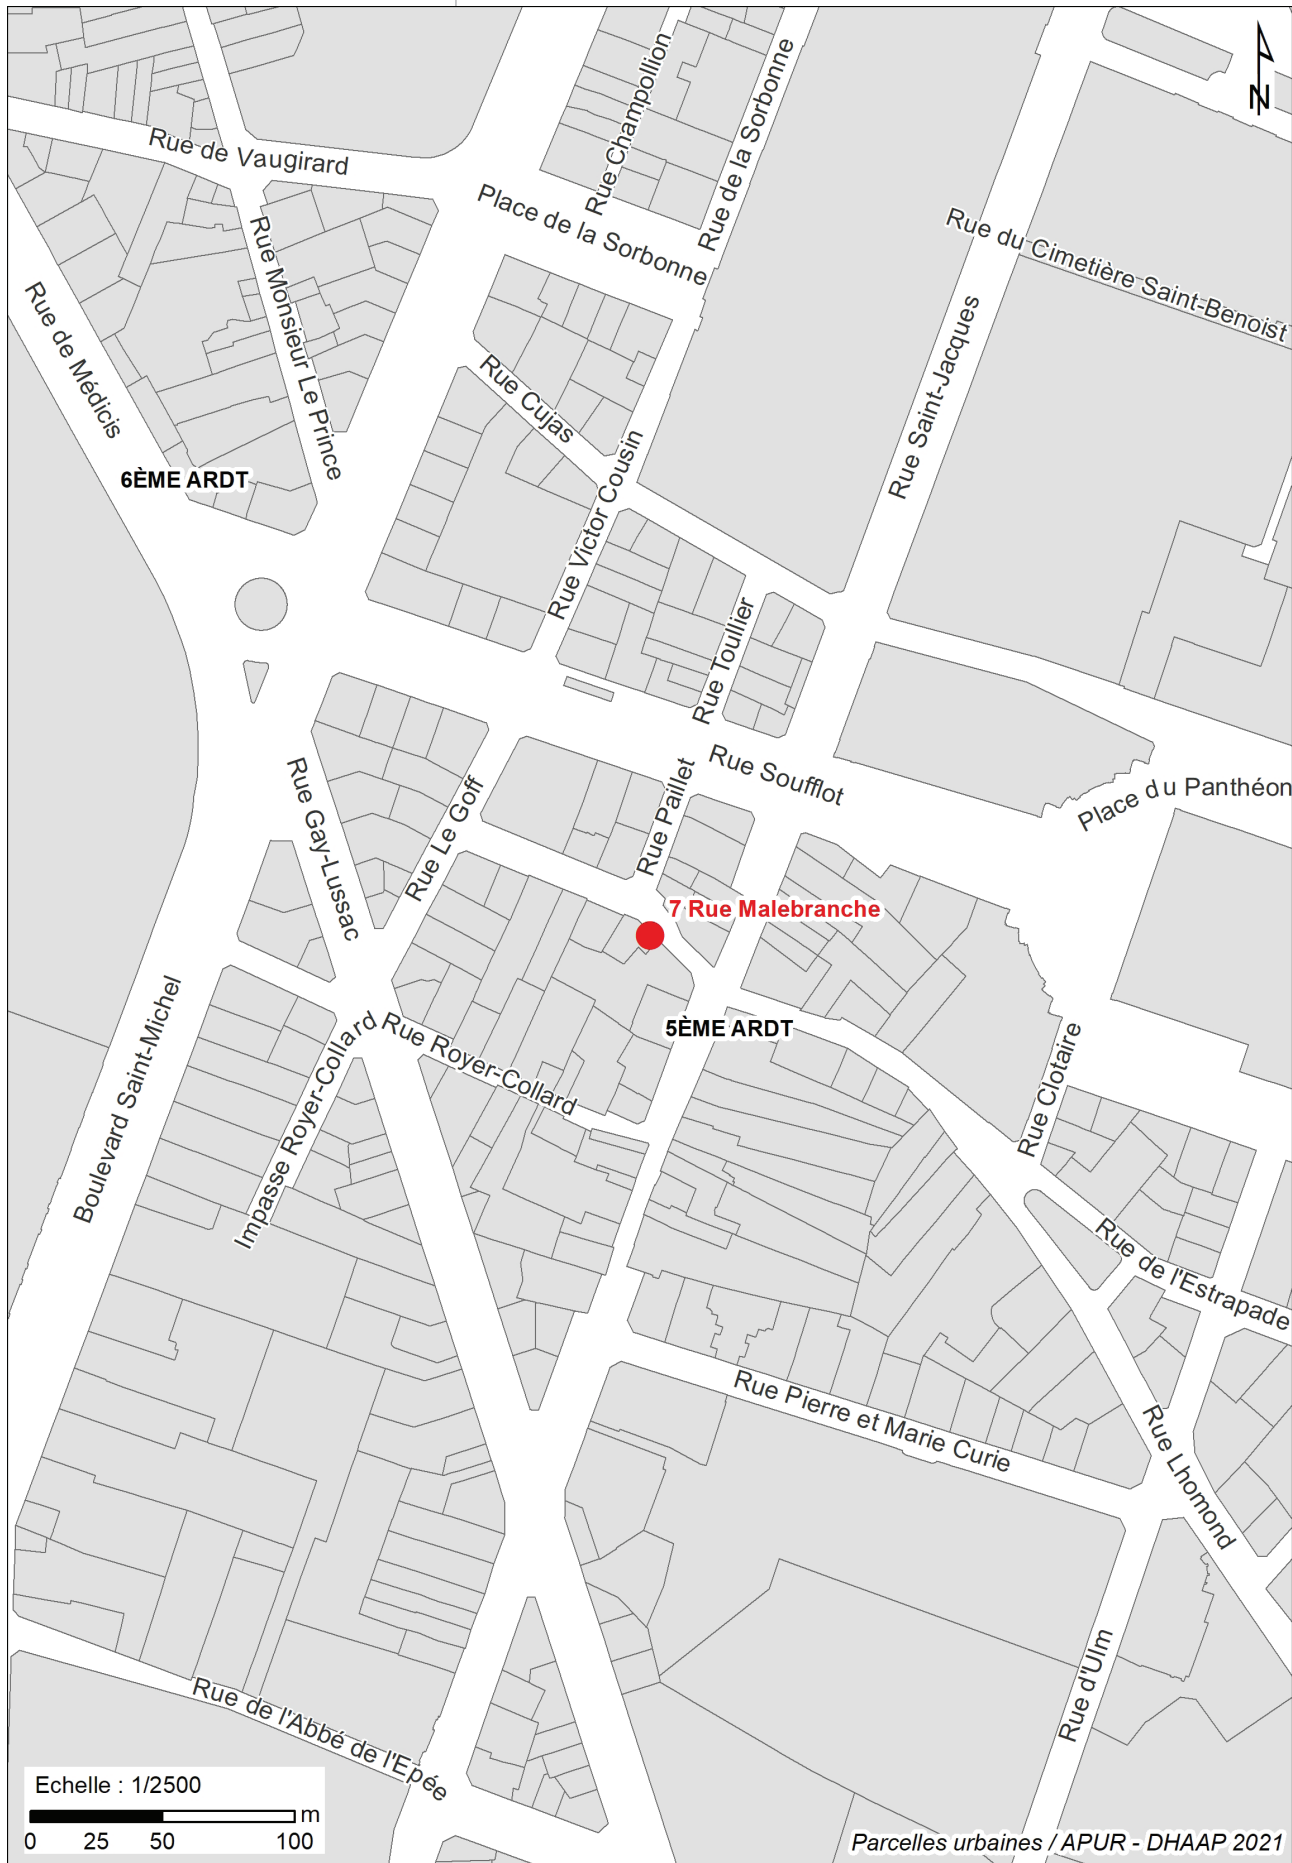 N
Rue Champollion
Rue de la Sorbonne
Rue de Vaugirard
Place de la Sorbonne
Rue du Cimetière Saint-Benoist
Rue Monsieur Le Prince
Rue de Médicis
Rue Saint-Jacques
Rue Cujas
6ÈME ARDT
Rue Victor Cousin
Rue Toullier
Rue Soufflot
Place du Panthéon
Rue Gay-Lussac
Rue Le Goff
Rue Paillet
7 Rue Malebranche
5ÈME ARDT
Rue Royer-Collard
Impasse Royer-Collard
Boulevard Saint-Michel
Rue Clotaire
Rue de l'Estrapade
Rue Pierre et Marie Curie
Rue Lhomond
Rue d'Ulm
Rue de l'Abbé de l'Epée
Echelle : 1/2500
m
0 25 50 100
Parcelles urbaines / APUR - DHAAP 2021